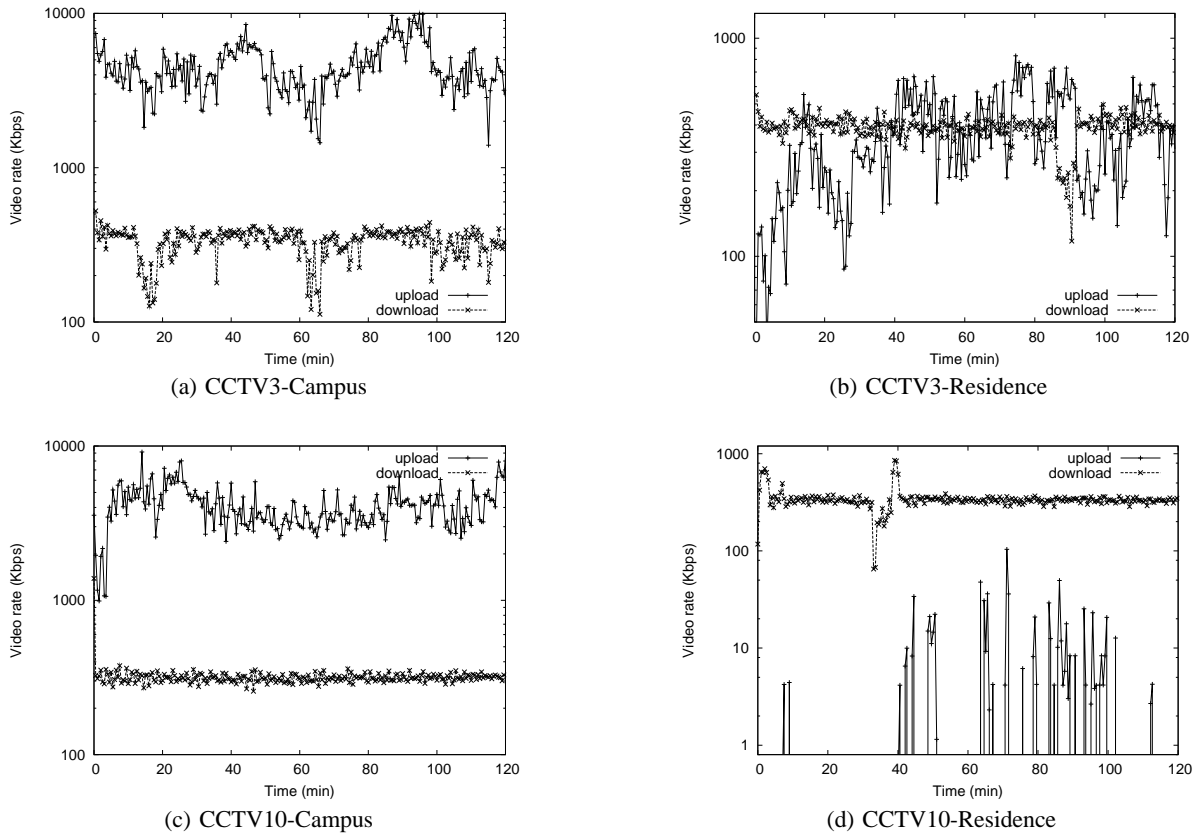 10000
1000
100
0 20 40 60 80 100 120
Video rate (Kbps)
Time (min)
upload
download
(a) CCTV3-Campus
1000
100
0 20 40 60 80 100 120
Video rate (Kbps)
Time (min)
upload
download
(b) CCTV3-Residence
10000
1000
100
0 20 40 60 80 100 120
Video rate (Kbps)
Time (min)
upload
download
(c) CCTV10-Campus
1000
100
10
1
0 20 40 60 80 100 120
Video rate (Kbps)
Time (min)
upload
download
(d) CCTV10-Residence